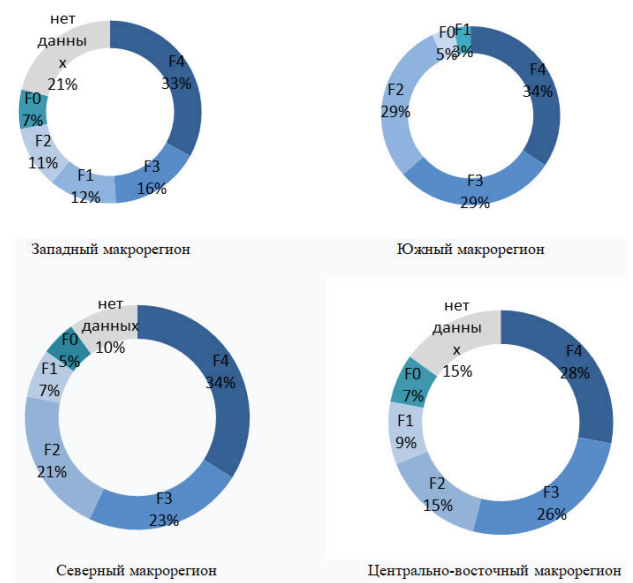 нет
данны
х
21%
F4
33%
F3
16%
F1
12%
F2
11%
F0
7%
Западный макрорегион
F0
5%
F1
3%
F4
34%
F3
29%
F2
29%
Южный макрорегион
нет
данных
10%
F4
34%
F3
23%
F2
21%
F1
7%
F0
5%
Северный макрорегион
нет
данны
х
15%
F4
28%
F3
26%
F2
15%
F1
9%
F0
7%
Центрально-восточный макрорегион